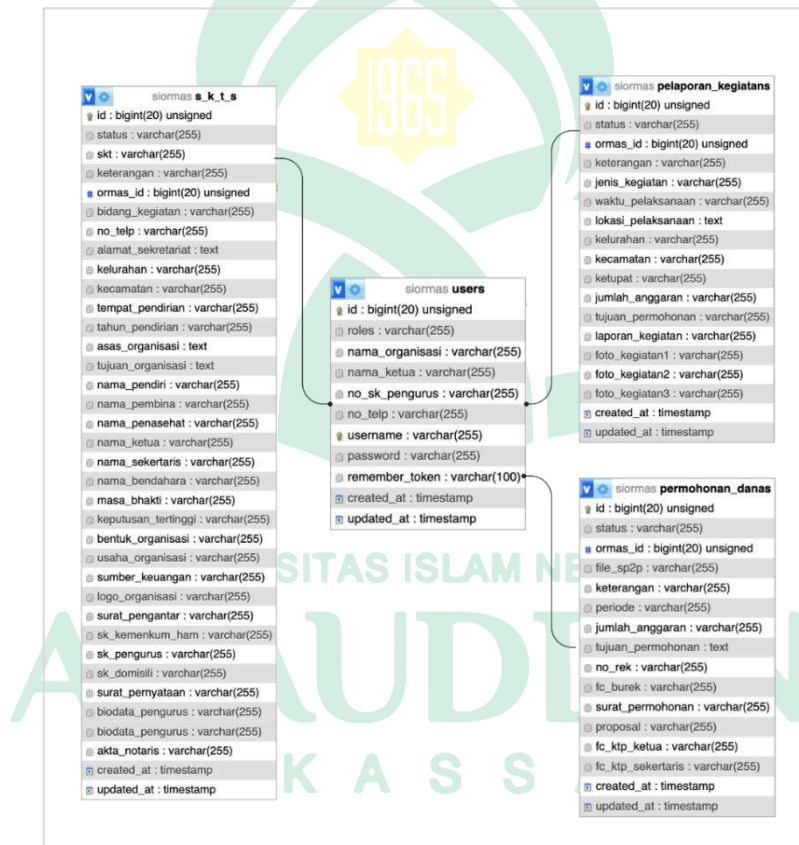 siormas s_k_t_s
id : bigint(20) unsigned
status : varchar(255)
skt : varchar(255)
keterangan : varchar(255)
ormas_id : bigint(20) unsigned
bidang_kegiatan : varchar(255)
no_telp : varchar(255)
alamat_sekretariat : text
kelurahan : varchar(255)
kecamatan : varchar(255)
tempat_pendirian : varchar(255)
tahun_pendirian : varchar(255)
asas_organisasi : text
tujuan_organisasi : text
nama_pendiri : varchar(255)
nama_pembina : varchar(255)
nama_penasehat : varchar(255)
nama_ketua : varchar(255)
nama_sekertaris : varchar(255)
nama_bendahara : varchar(255)
masa_bhakti : varchar(255)
keputusan_tertinggi : varchar(255)
bentuk_organisasi : varchar(255)
usaha_organisasi : varchar(255)
sumber_keuangan : varchar(255)
logo_organisasi : varchar(255)
surat_pengantar : varchar(255)
sk_kemenkum_ham : varchar(255)
sk_pengurus : varchar(255)
sk_domisili : varchar(255)
surat_pernyataan : varchar(255)
biodata_pengurus : varchar(255)
biodata_pengurus : varchar(255)
akta_notaris : varchar(255)
created_at : timestamp
updated_at : timestamp
siormas users
id : bigint(20) unsigned
roles : varchar(255)
nama_organisasi : varchar(255)
nama_ketua : varchar(255)
no_sk_pengurus : varchar(255)
no_telp : varchar(255)
username : varchar(255)
password : varchar(255)
remember_token : varchar(100)
created_at : timestamp
updated_at : timestamp
siormas pelaporan_kegiatans
id : bigint(20) unsigned
status : varchar(255)
ormas_id : bigint(20) unsigned
keterangan : varchar(255)
jenis_kegiatan : varchar(255)
waktu_pelaksanaan : varchar(255)
lokasi_pelaksanaan : text
kelurahan : varchar(255)
kecamatan : varchar(255)
ketupat : varchar(255)
jumlah_anggaran : varchar(255)
tujuan_permohonan : varchar(255)
laporan_kegiatan : varchar(255)
foto_kegiatan1 : varchar(255)
foto_kegiatan2 : varchar(255)
foto_kegiatan3 : varchar(255)
created_at : timestamp
updated_at : timestamp
siormas permohonan_danas
id : bigint(20) unsigned
status : varchar(255)
ormas_id : bigint(20) unsigned
file_sp2p : varchar(255)
keterangan : varchar(255)
periode : varchar(255)
jumlah_anggaran : varchar(255)
tujuan_permohonan : text
no_rek : varchar(255)
fc_burek : varchar(255)
surat_permohonan : varchar(255)
proposal : varchar(255)
fc_ktp_ketua : varchar(255)
fc_ktp_sekertaris : varchar(255)
created_at : timestamp
updated_at : timestamp
1965
SITAS ISLAM NE
A AUDD N
KASSA